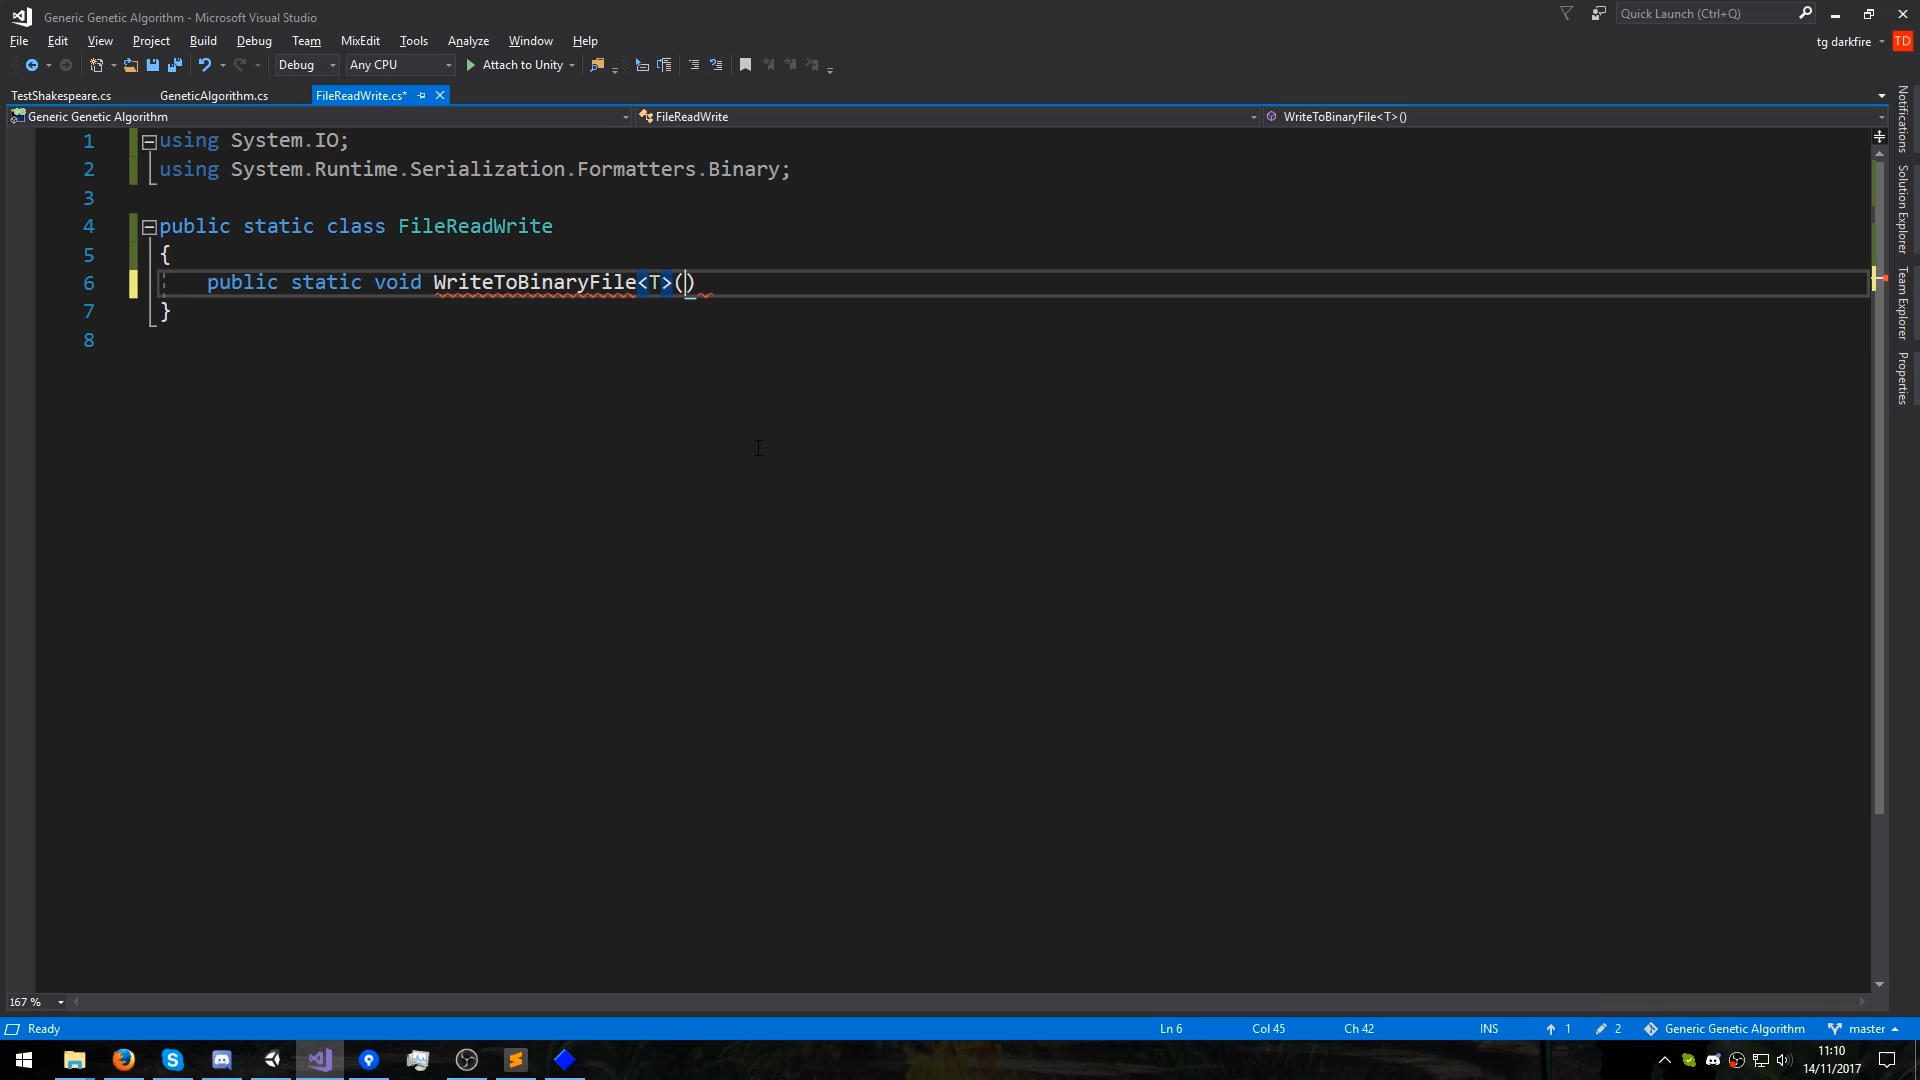 Generic Genetic Algorithm - Microsoft Visual Studio
Quick Launch (Ctrl+Q)
File Edit View Project Build Debug Team MixEdit Tools Analyze Window Help
tg darkfire TD
Debug Any CPU Attach to Unity
TestShakespeare.cs GeneticAlgorithm.cs FileReadWrite.cs*
Generic Genetic Algorithm FileReadWrite WriteToBinaryFile<T>()
1 using System.IO;
2 using System.Runtime.Serialization.Formatters.Binary;
3
4 public static class FileReadWrite
5 {
6 public static void WriteToBinaryFile<T>()
7 }
8
Notifications
Solution Explorer
Team Explorer
Properties
167 %
Ready Ln 6 Col 45 Ch 42 INS 1 2 Generic Genetic Algorithm master
11:10
14/11/2017